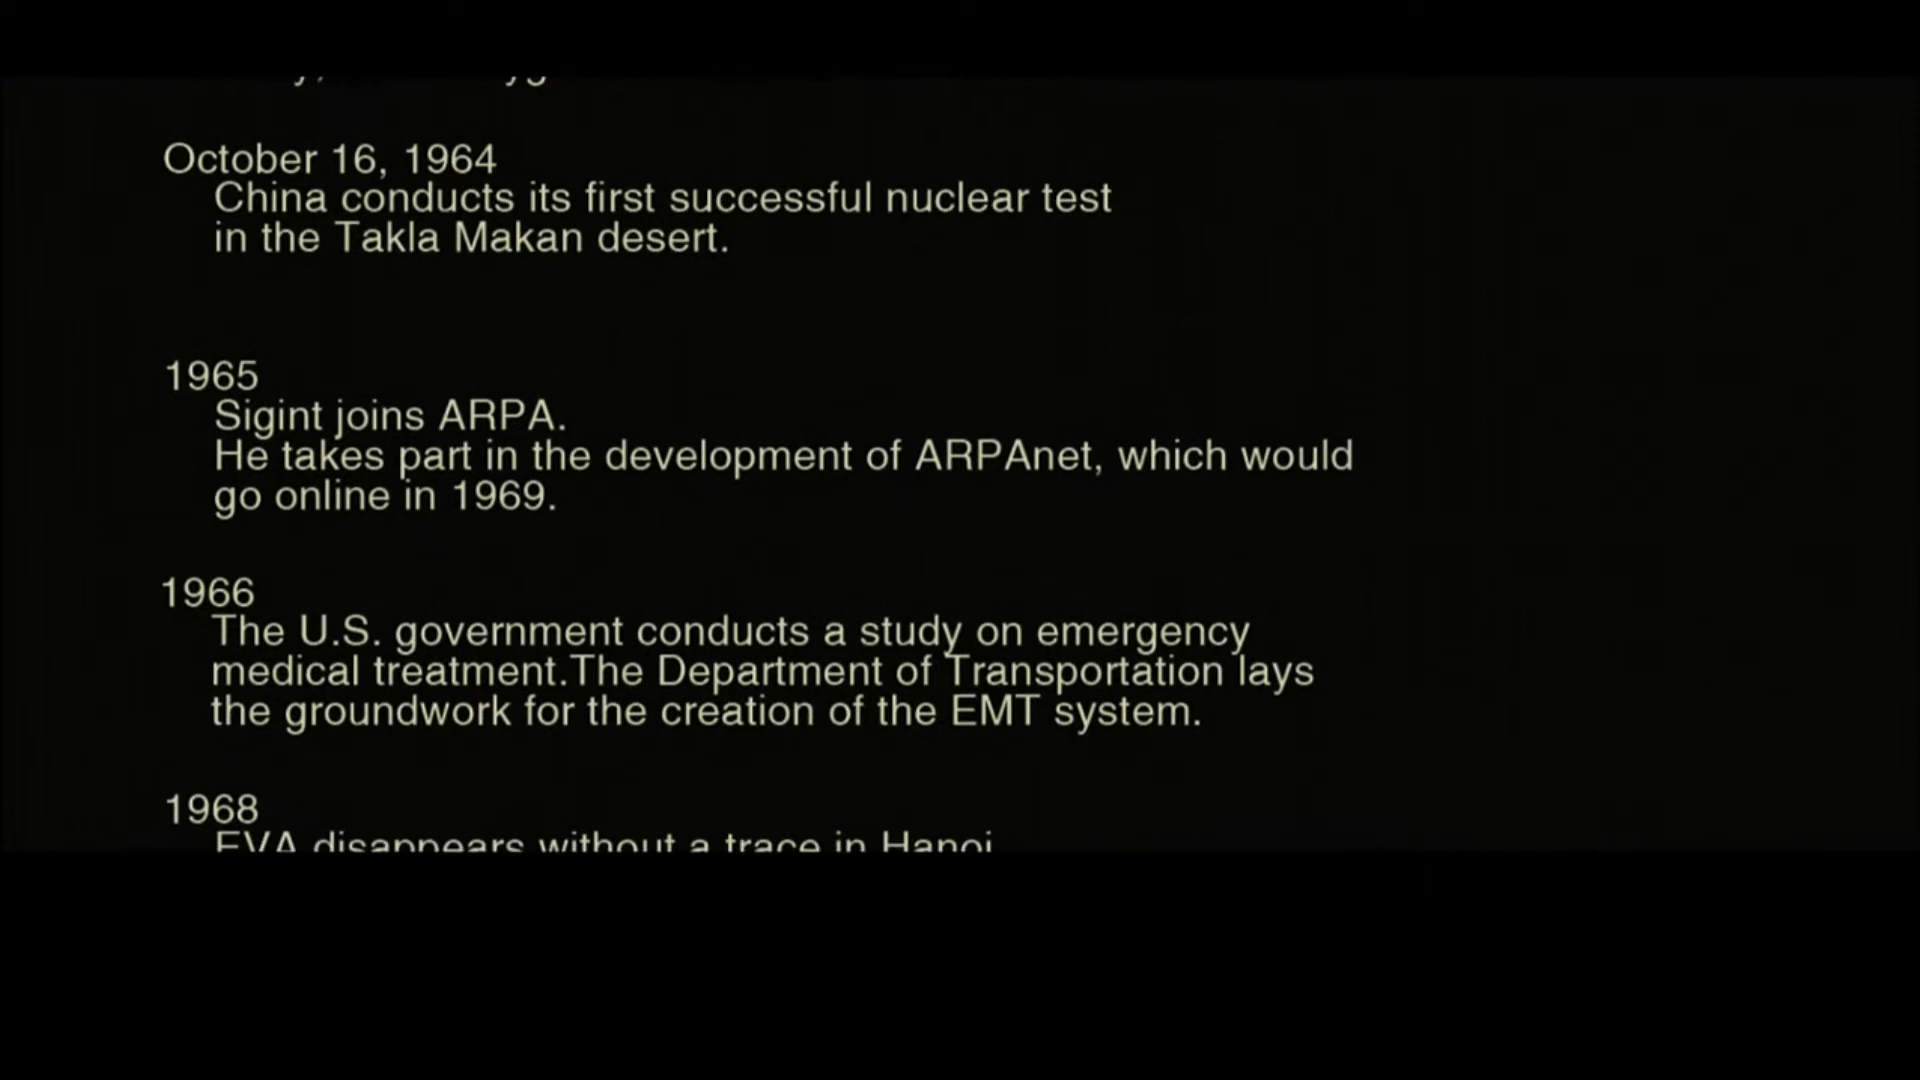 October 16, 1964
China conducts its first successful nuclear test
in the Takla Makan desert.
1965
Sigint joins ARPA.
He takes part in the development of ARPAnet, which would
go online in 1969.
1966
The U.S. government conducts a study on emergency
medical treatment.The Department of Transportation lays
the groundwork for the creation of the EMT system.
1968
EVA disappears without a trace in Hanoi